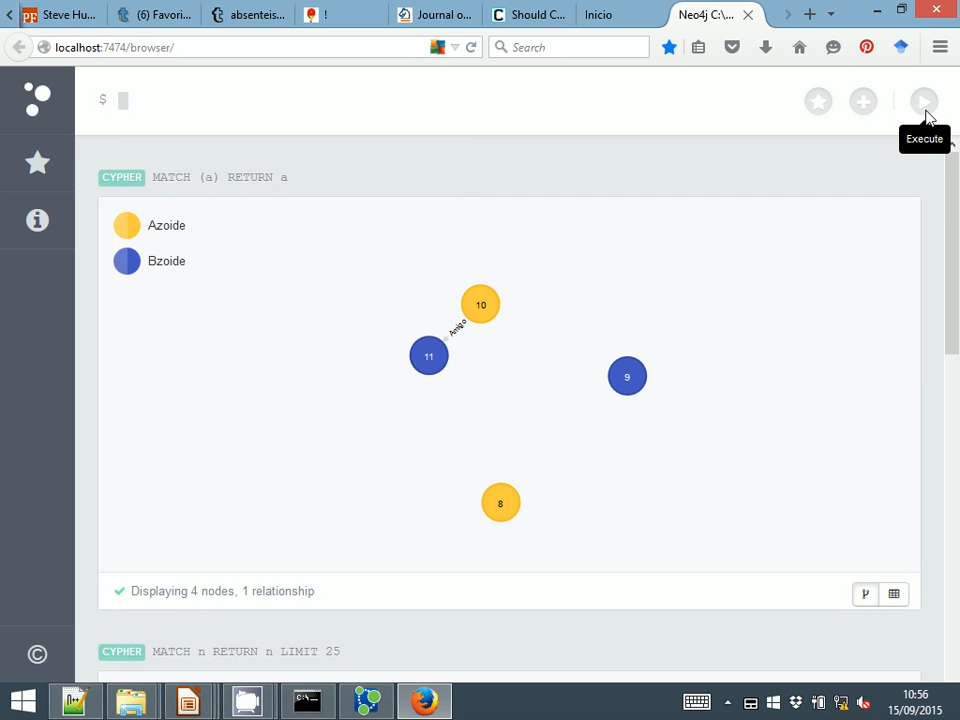 Steve Hu...
(6) Favori...
absenteis...
!
Journal o...
Should C...
Inicio
Neo4j C:\...
localhost:7474/browser/
Search
$
Execute
CYPHER MATCH (a) RETURN a
Azoide
Bzoide
10
Amigo
11
9
8
Displaying 4 nodes, 1 relationship
CYPHER MATCH n RETURN n LIMIT 25
10:56
15/09/2015